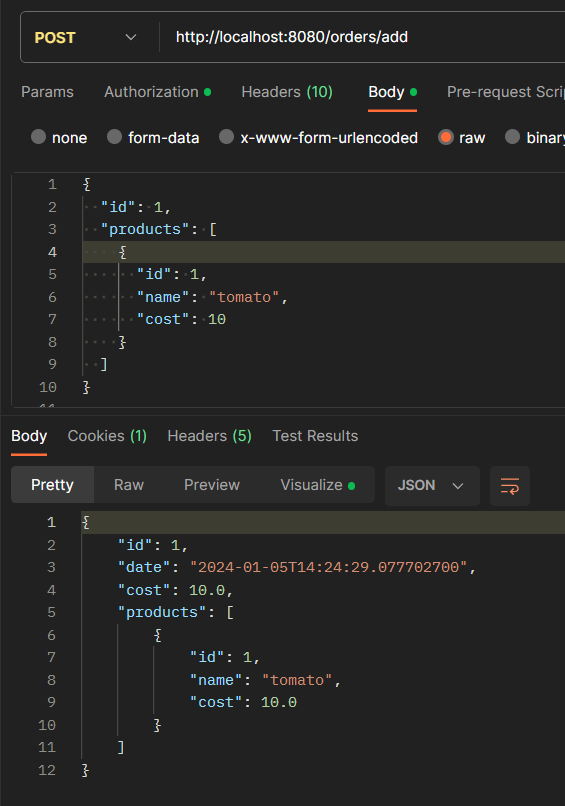 POST http://localhost:8080/orders/add
Params Authorization Headers (10) Body Pre-request Scri
none form-data x-www-form-urlencoded raw binary
1 {
2 "id": 1,
3 "products": [
4 {
5 "id": 1,
6 "name": "tomato",
7 "cost": 10
8 }
9 ]
10 }
11
Body Cookies (1) Headers (5) Test Results
Pretty Raw Preview Visualize JSON
1 {
2 "id": 1,
3 "date": "2024-01-05T14:24:29.077702700",
4 "cost": 10.0,
5 "products": [
6 {
7 "id": 1,
8 "name": "tomato",
9 "cost": 10.0
10 }
11 ]
12 }